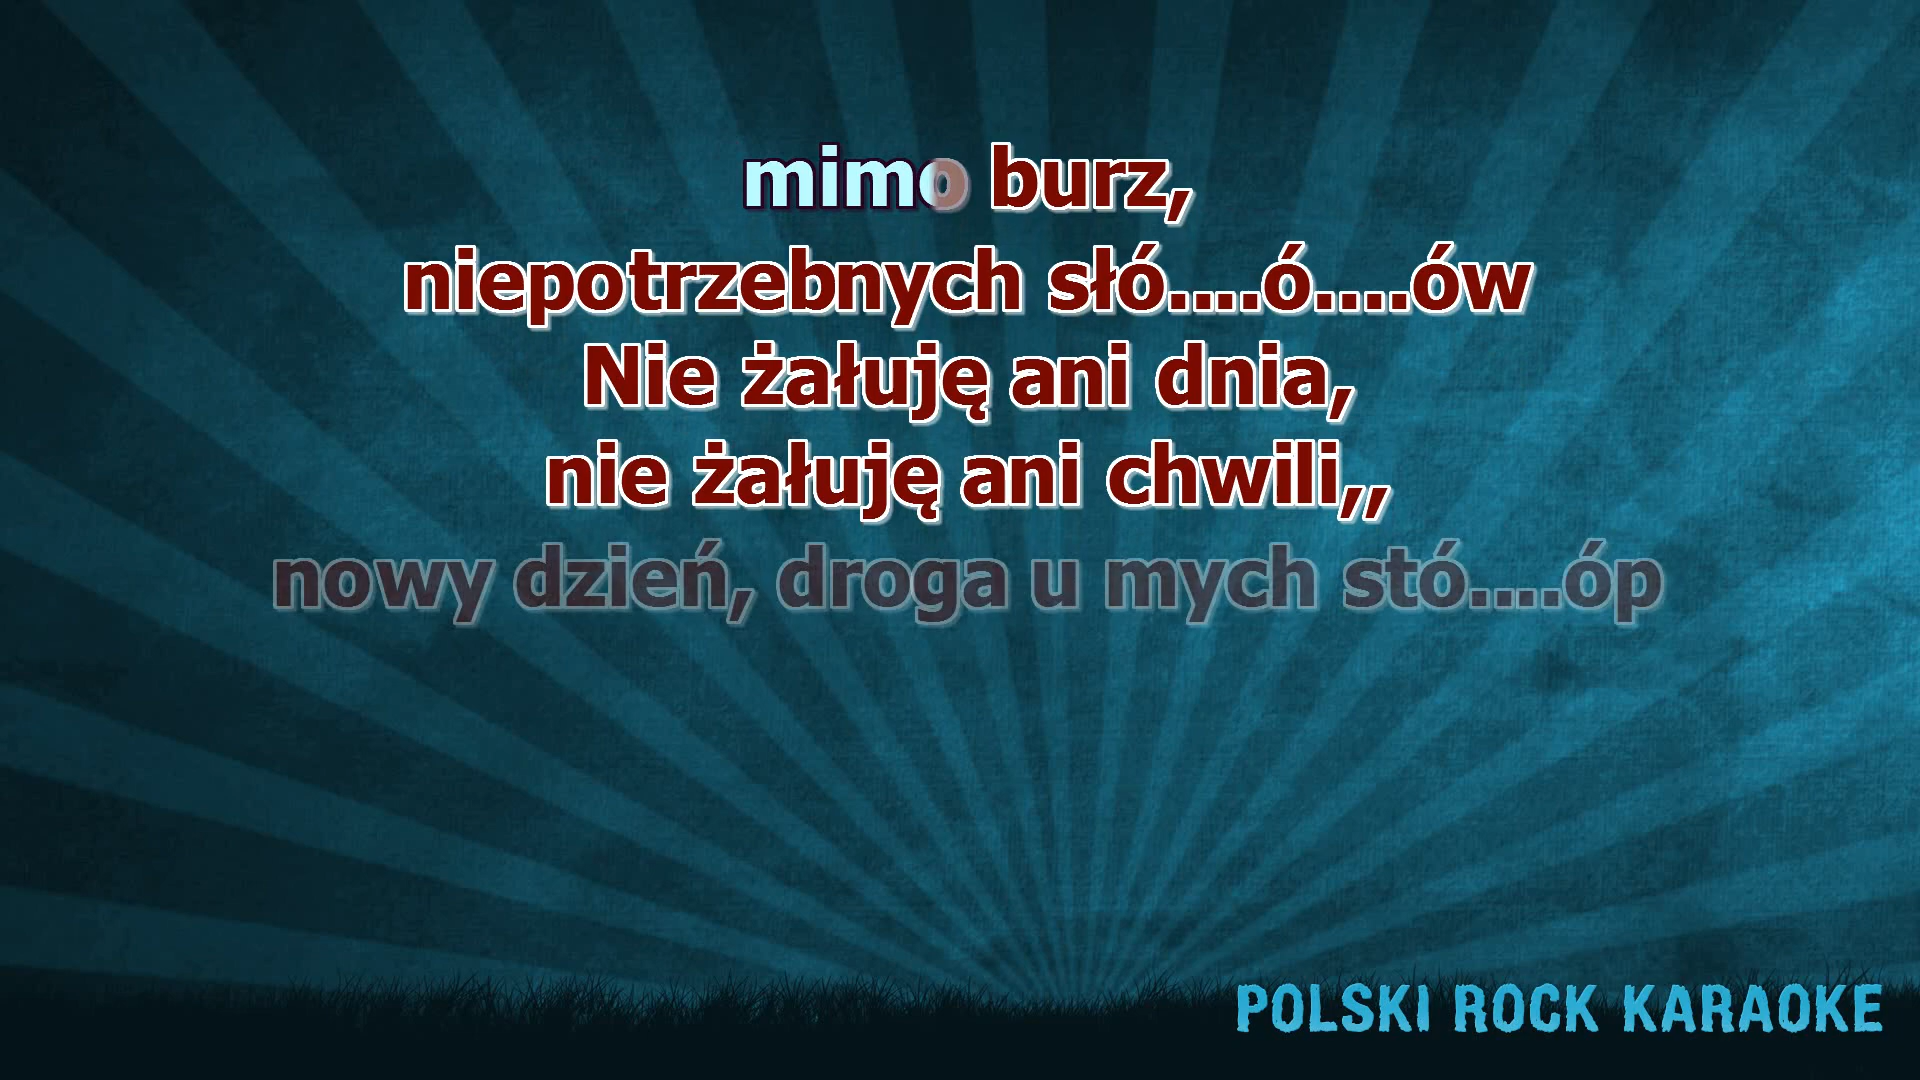 mimo burz,
niepotrzebnych słó....ó....ów
Nie żałuję ani dnia,
nie żałuję ani chwili,,
nowy dzień, droga u mych stó....óp
POLSKI ROCK KARAOKE